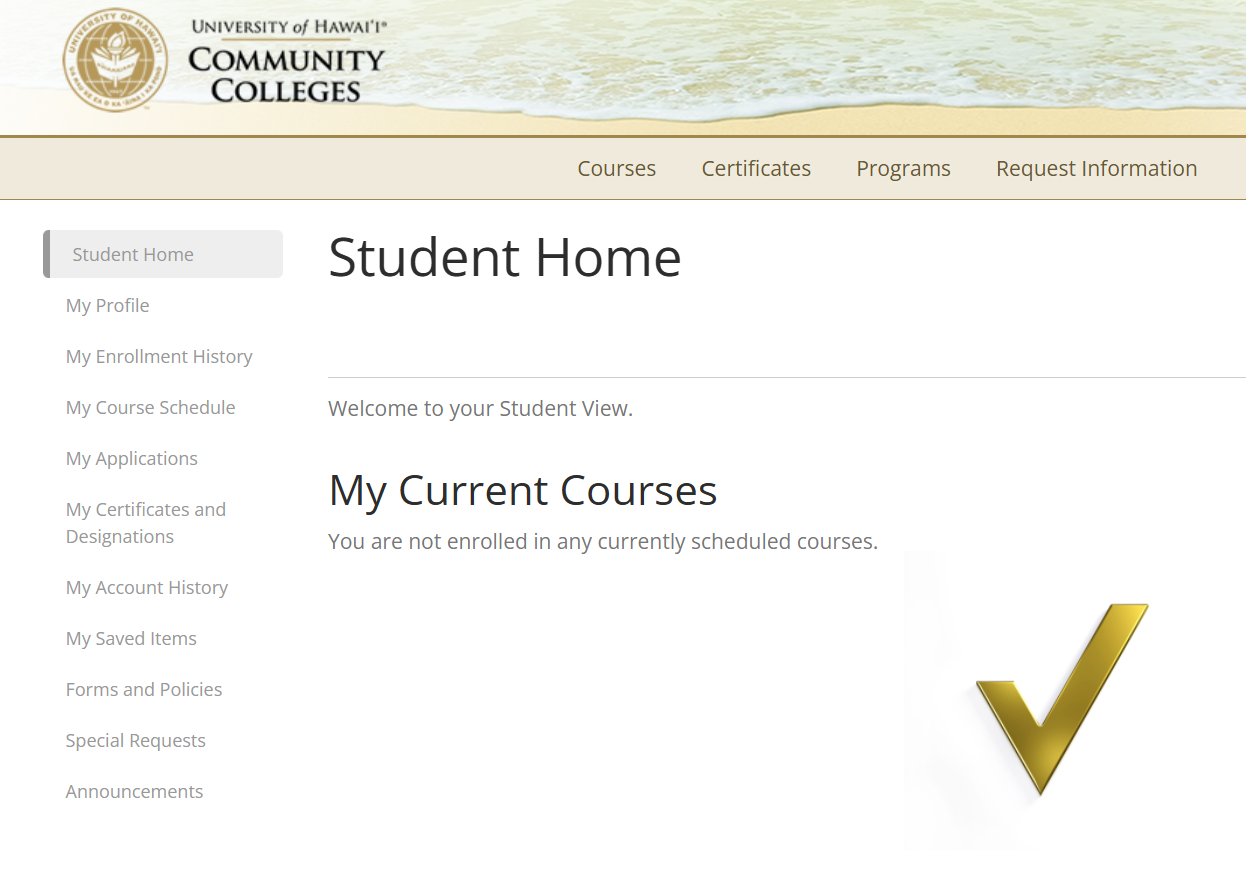 UNIVERSITY of HAWAI'I®
COMMUNITY
COLLEGES
Courses
Certificates
Programs
Request Information
Student Home
My Profile
My Enrollment History
My Course Schedule
My Applications
My Certificates and
Designations
My Account History
My Saved Items
Forms and Policies
Special Requests
Announcements
Student Home
Welcome to your Student View.
My Current Courses
You are not enrolled in any currently scheduled courses.